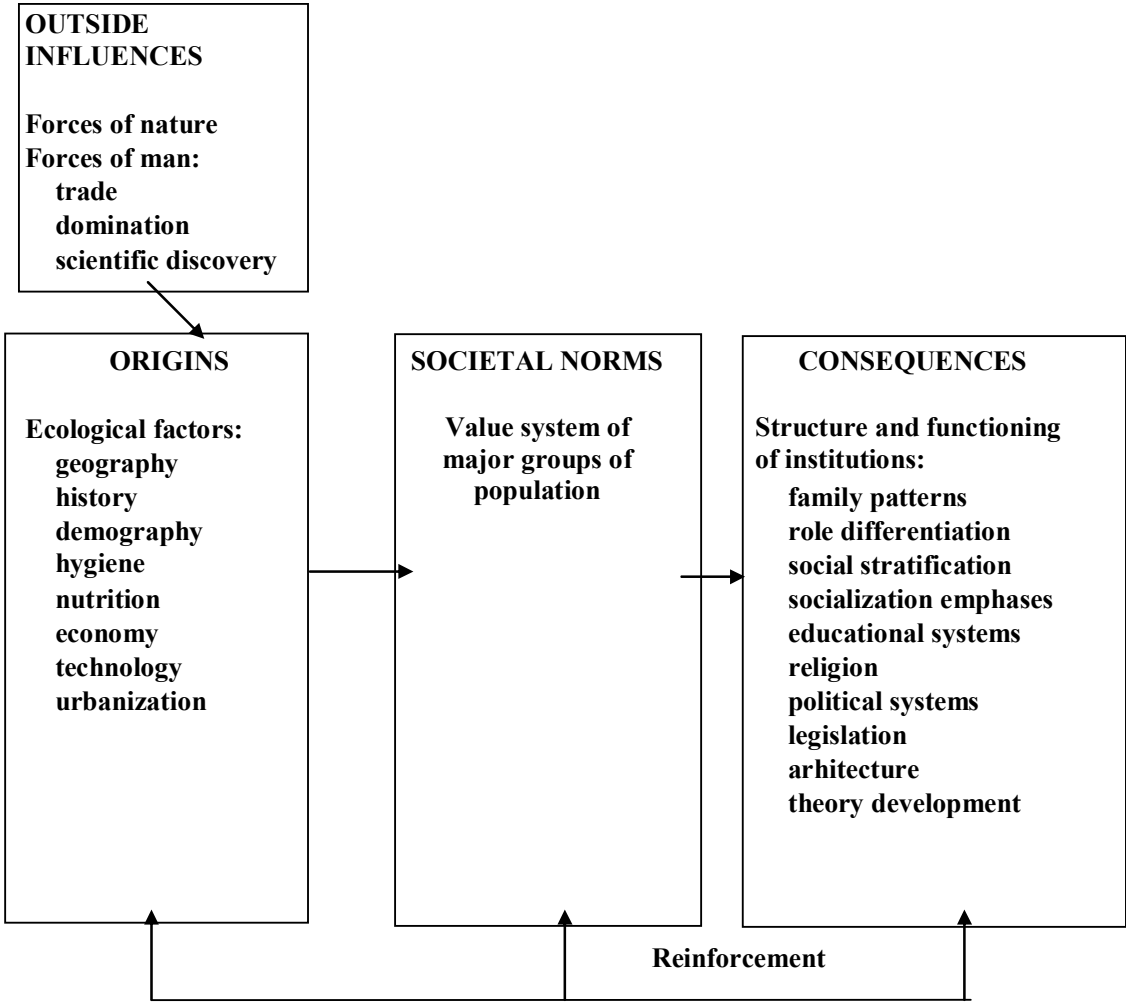 OUTSIDE
INFLUENCES
Forces of nature
Forces of man:
trade
domination
scientific discovery
ORIGINS
Ecological factors:
geography
history
demography
hygiene
nutrition
economy
technology
urbanization
SOCIETAL NORMS
Value system of
major groups of
population
CONSEQUENCES
Structure and functioning
of institutions:
family patterns
role differentiation
social stratification
socialization emphases
educational systems
religion
political systems
legislation
arhitecture
theory development
Reinforcement